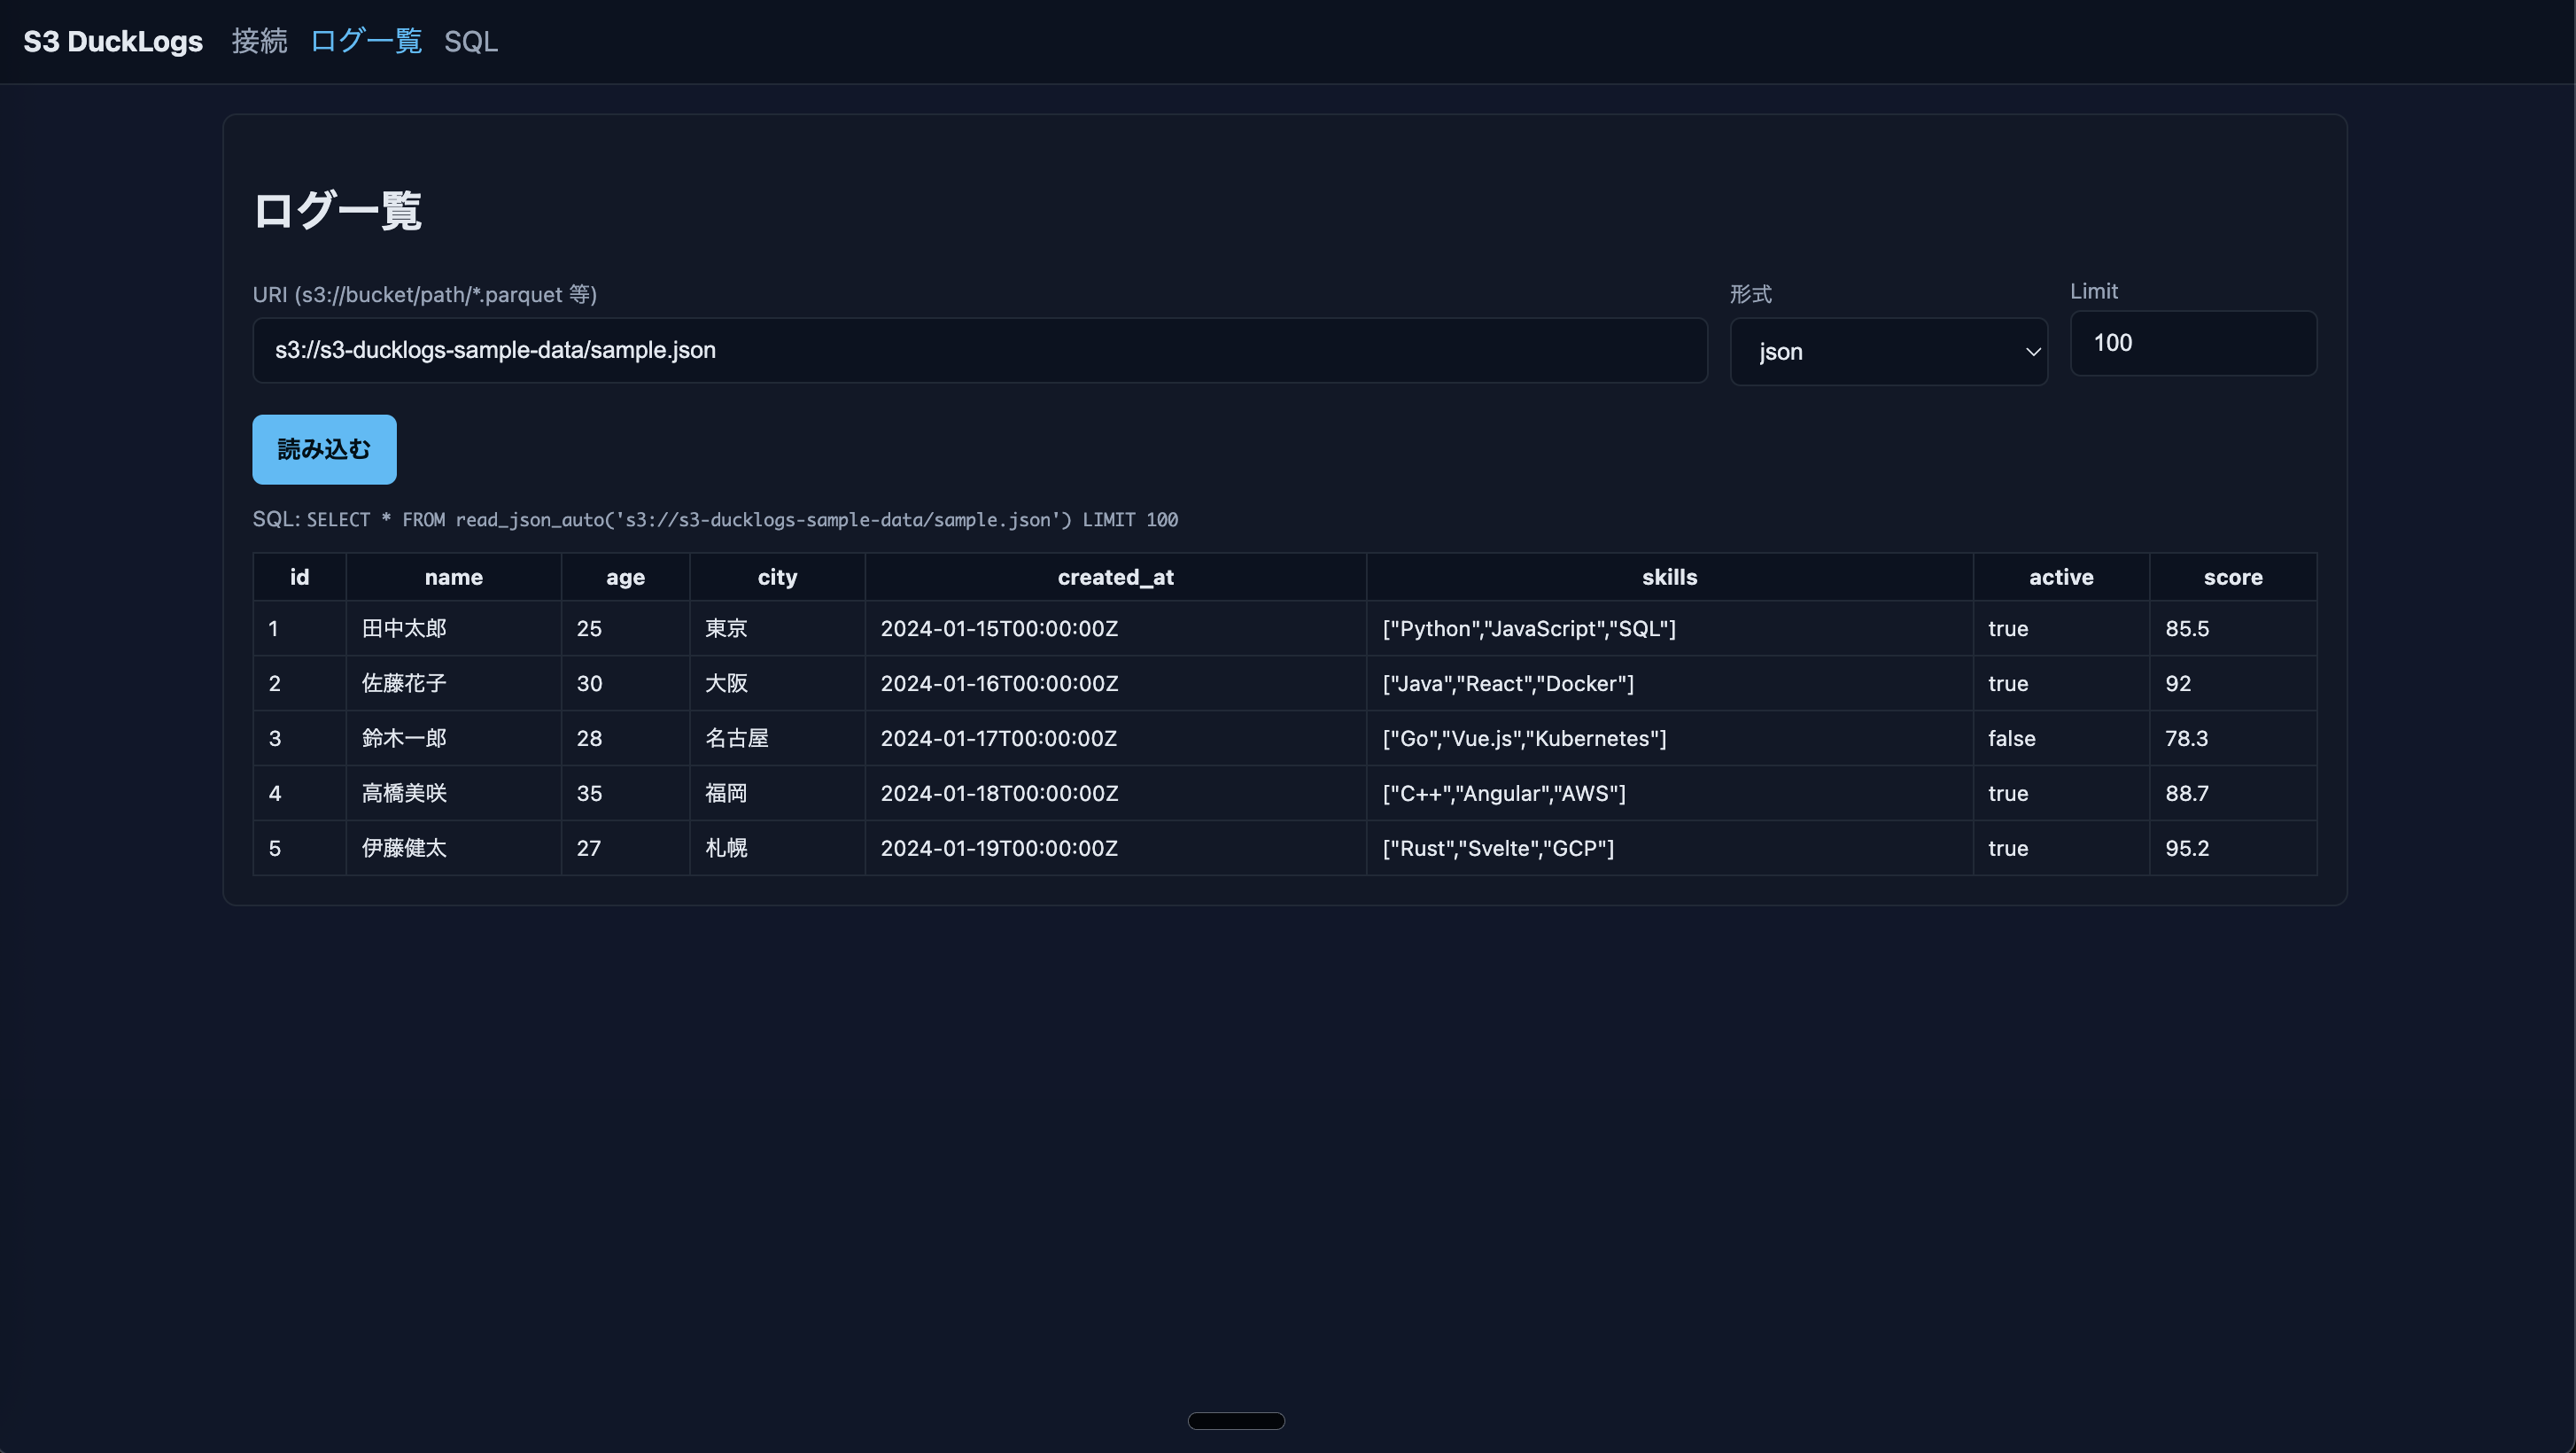 S3 DuckLogs 接続 ログ一覧 SQL
ログ一覧
URI (s3://bucket/path/*.parquet 等) 形式 Limit
s3://s3-ducklogs-sample-data/sample.json json 100
読み込む
SQL: SELECT * FROM read_json_auto('s3://s3-ducklogs-sample-data/sample.json') LIMIT 100
id name age city created_at skills active score
1 田中太郎 25 東京 2024-01-15T00:00:00Z ["Python","JavaScript","SQL"] true 85.5
2 佐藤花子 30 大阪 2024-01-16T00:00:00Z ["Java","React","Docker"] true 92
3 鈴木一郎 28 名古屋 2024-01-17T00:00:00Z ["Go","Vue.js","Kubernetes"] false 78.3
4 高橋美咲 35 福岡 2024-01-18T00:00:00Z ["C++","Angular","AWS"] true 88.7
5 伊藤健太 27 札幌 2024-01-19T00:00:00Z ["Rust","Svelte","GCP"] true 95.2